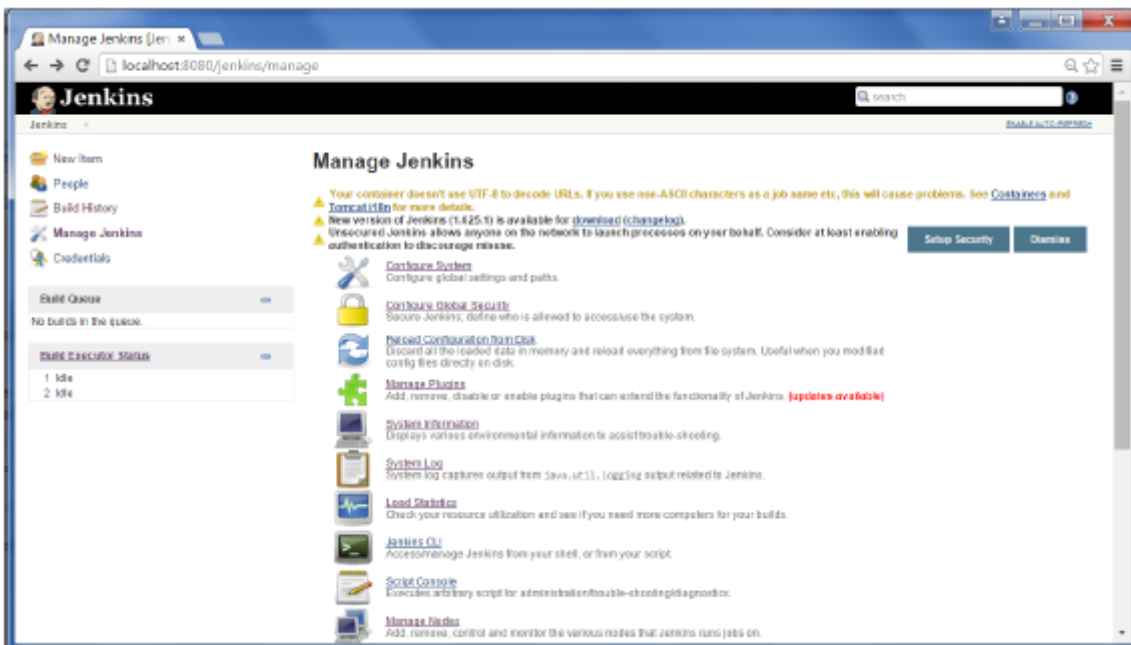 Manage Jenkins [Jen
localhost:8080/jenkins/manage
Jenkins
search
Jenkins
ENABLE AUTO REFRESH
New Item
People
Build History
Manage Jenkins
Credentials
Build Queue
No builds in the queue.
Build Executor Status
1 Idle
2 Idle
Manage Jenkins
Your container doesn't use UTF-8 to decode URLs. If you use non-ASCII characters as a job name etc, this will cause problems. See Containers and
Tomcat i18n for more details.
New version of Jenkins (1.625.1) is available for download (changelog).
Unsecured Jenkins allows anyone on the network to launch processes on your behalf. Consider at least enabling
authentication to discourage misuse.
Setup Security
Dismiss
Configure System
Configure global settings and paths.
Configure Global Security
Secure Jenkins; define who is allowed to access/use the system.
Reload Configuration from Disk
Discard all the loaded data in memory and reload everything from file system. Useful when you modified
config files directly on disk.
Manage Plugins
Add, remove, disable or enable plugins that can extend the functionality of Jenkins. (updates available)
System Information
Displays various environmental information to assist trouble-shooting.
System Log
System log captures output from java.util.logging output related to Jenkins.
Load Statistics
Check your resource utilization and see if you need more computers for your builds.
Jenkins CLI
Access/manage Jenkins from your shell, or from your script.
Script Console
Executes arbitrary script for administration/trouble-shooting/diagnostics.
Manage Nodes
Add, remove, control and monitor the various nodes that Jenkins runs jobs on.